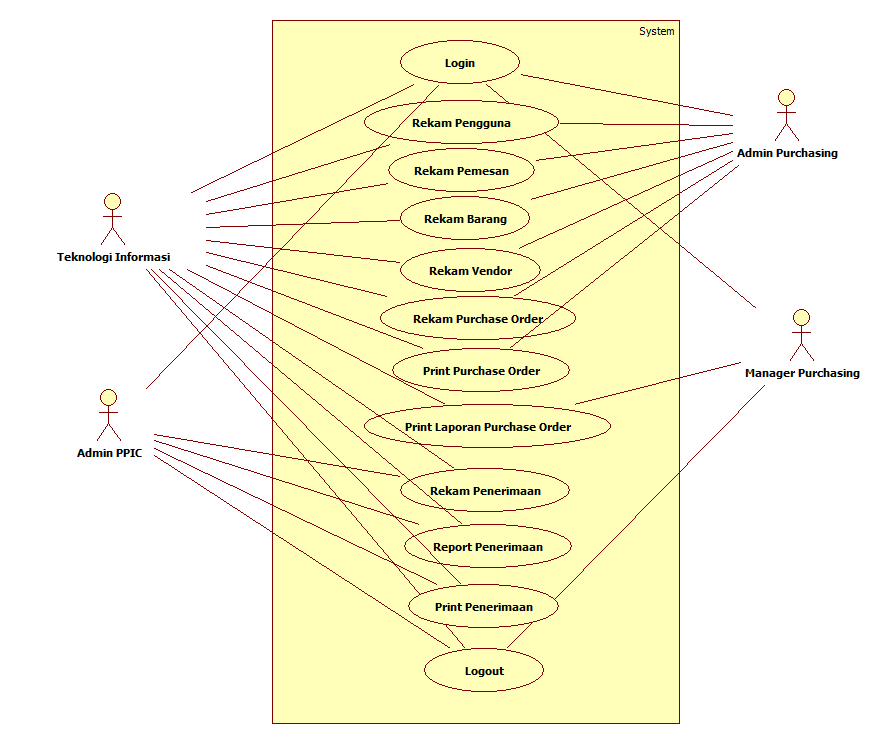 System
Login
Rekam Pengguna
Admin Purchasing
Rekam Pemesan
Rekam Barang
Teknologi Informasi
Rekam Vendor
Rekam Purchase Order
Print Purchase Order
Manager Purchasing
Print Laporan Purchase Order
Admin PPIC
Rekam Penerimaan
Report Penerimaan
Print Penerimaan
Logout